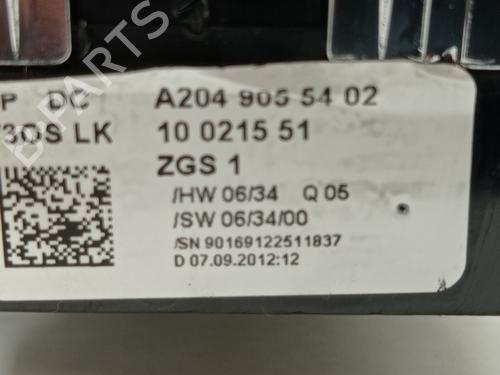 P DC A204 905 54 02
/3QS LK 10 0215 51
ZGS 1
/HW 06/34 Q 05
/SW 06/34/00
/SN 90169122511837
D 07.09.2012:12
B-PARTS